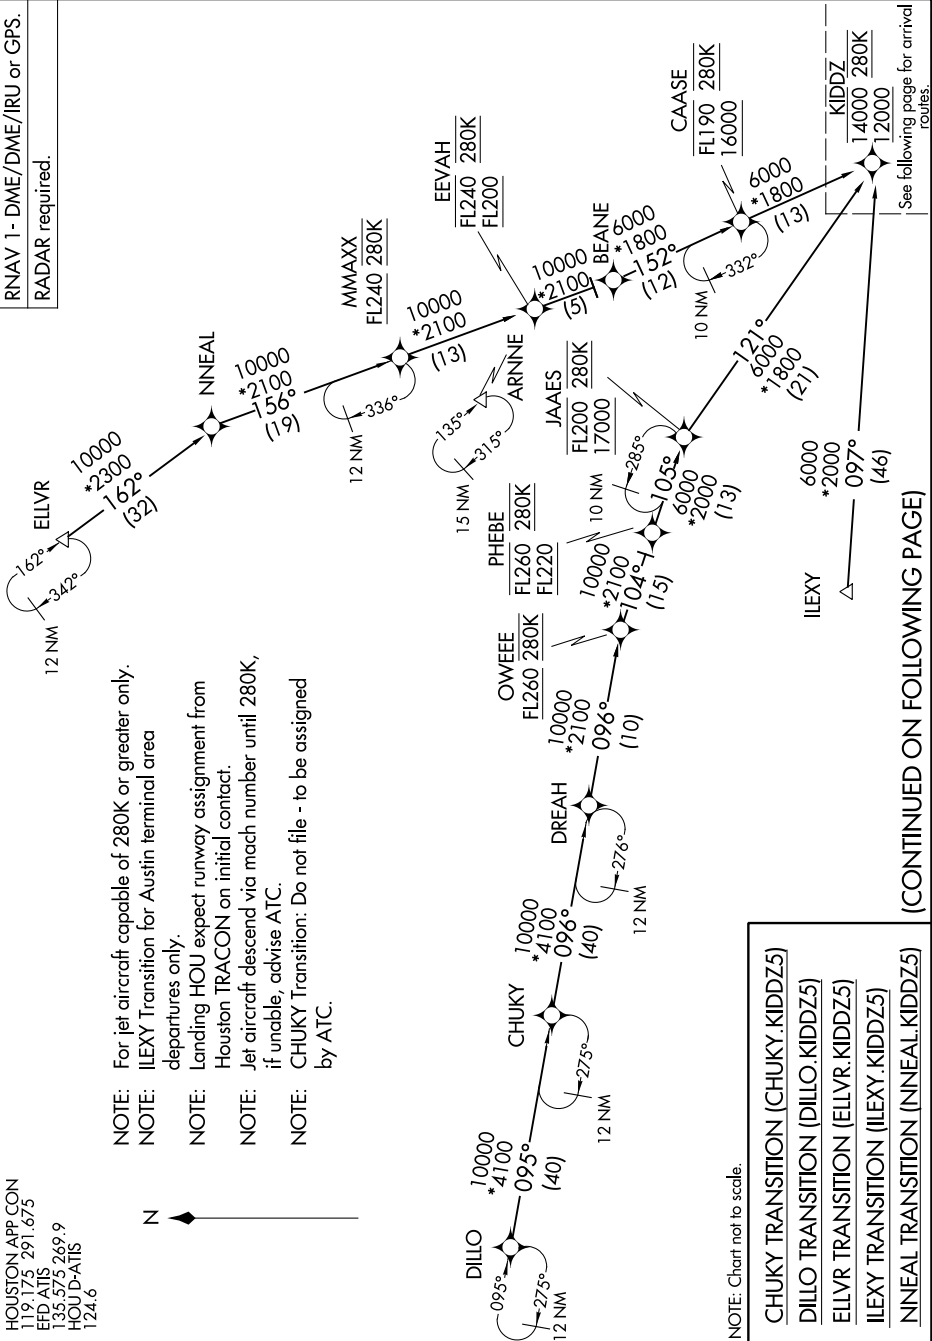 HOUSTON APP CON
119.175 291.675
EFD ATIS
135.575 269.9
HOU D-ATIS
124.6
RNAV 1- DME/DME/IRU or GPS.
RADAR required.
NOTE: For jet aircraft capable of 280K or greater only.
NOTE: ILEXY Transition for Austin terminal area
departures only.
NOTE: Landing HOU expect runway assignment from
Houston TRACON on initial contact.
NOTE: Jet aircraft descend via mach number until 280K,
if unable, advise ATC.
NOTE: CHUKY Transition: Do not file - to be assigned
by ATC.
N
ELLVR
162°
342°
12 NM
10000
*2300
162°
(32)
NNEAL
10000
*2100
156°
(19)
MMAXX
FL240 280K
336°
12 NM
10000
*2100
(13)
EEVAH
FL240 280K
FL200
ARNNE
135°
315°
15 NM
10000
*2100
(5)
BEANE
6000
*1800
152°
(12)
CAASE
FL190 280K
16000
332°
10 NM
6000
*1800
(13)
KIDDZ
14000 280K
12000
See following page for arrival
routes.
DILLO
095°
275°
12 NM
10000
*4100
095°
(40)
CHUKY
275°
12 NM
10000
*4100
096°
(40)
DREAH
276°
12 NM
10000
*2100
096°
(10)
OWEEE
FL260 280K
10000
*2100
104°
(15)
PHEBE
FL260 280K
FL220
105°
6000
*2000
(13)
JAAES
FL200 280K
17000
285°
10 NM
121°
6000
*1800
(21)
ILEXY
6000
*2000
097°
(46)
NOTE: Chart not to scale.
CHUKY TRANSITION (CHUKY.KIDDZ5)
DILLO TRANSITION (DILLO.KIDDZ5)
ELLVR TRANSITION (ELLVR.KIDDZ5)
ILEXY TRANSITION (ILEXY.KIDDZ5)
NNEAL TRANSITION (NNEAL.KIDDZ5)
(CONTINUED ON FOLLOWING PAGE)